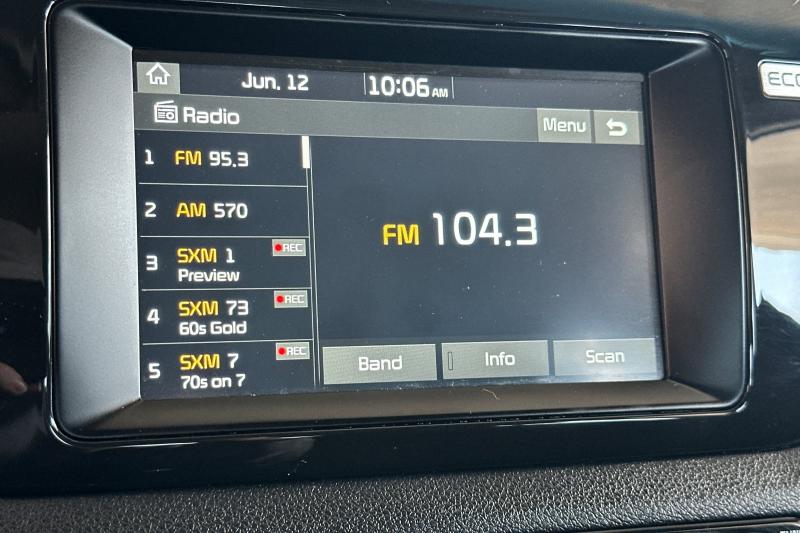 Jun. 12 10:06 AM
Radio
Menu
1 FM 95.3
2 AM 570
3 SXM 1 REC
Preview
4 SXM 73 REC
60s Gold
5 SXM 7 REC
70s on 7
FM 104.3
Band Info Scan